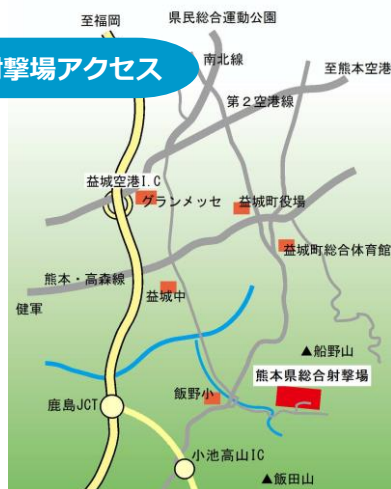 至福岡
県民総合運動公園
射撃場アクセス
南北線
至熊本空港
第2空港線
益城空港I.C
グランメッセ
益城町役場
益城町総合体育館
熊本・高森線
益城中
健軍
▲船野山
熊本県総合射撃場
飯野小
鹿島JCT
小池高山IC
▲飯田山